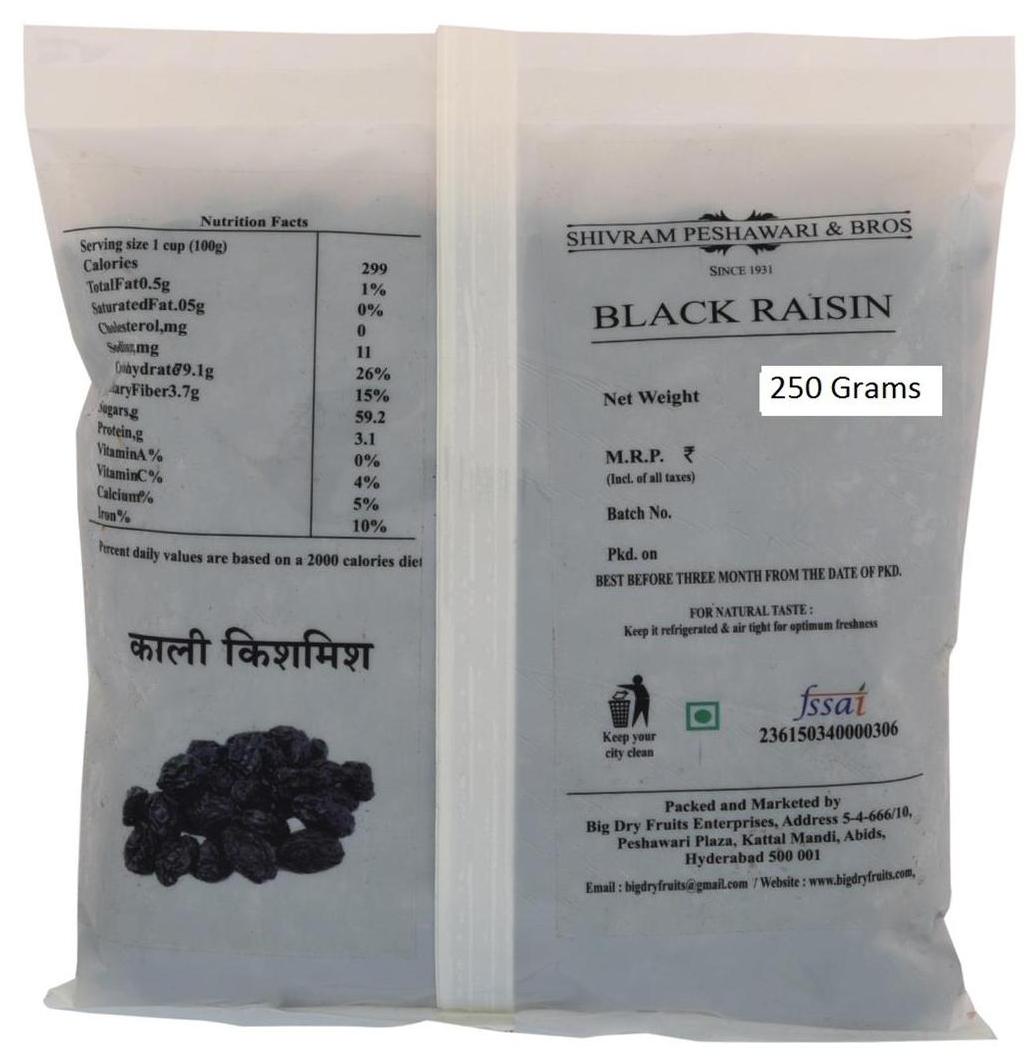 Nutrition Facts
Serving size 1 cup (100g)
Calories 299
TotalFat0.5g 1%
SaturatedFat.05g 0%
Cholesterol,mg 0
mg 11
9.1g 26%
aryFiber3.7g 15%
Sugars,g 59.2
Protein,g 3.1
VitaminA% 0%
VitaminC% 4%
Calcium% 5%
Iron% 10%
Percent daily values are based on a 2000 calories diet
काली किशमिश
SHIVRAM PESHAWARI & BROS
SINCE 1931
BLACK RAISIN
Net Weight 250 Grams
M.R.P. ₹
(Incl. of all taxes)
Batch No.
Pkd. on
BEST BEFORE THREE MONTH FROM THE DATE OF PKD.
FOR NATURAL TASTE :
Keep it refrigerated & air tight for optimum freshness
Keep your
city clean
fssai
236150340000306
Packed and Marketed by
Big Dry Fruits Enterprises, Address 5-4-666/10,
Peshawari Plaza, Kattal Mandi, Abids,
Hyderabad 500 001
Email : bigdryfruits@gmail.com / Website : www.bigdryfruits.com,